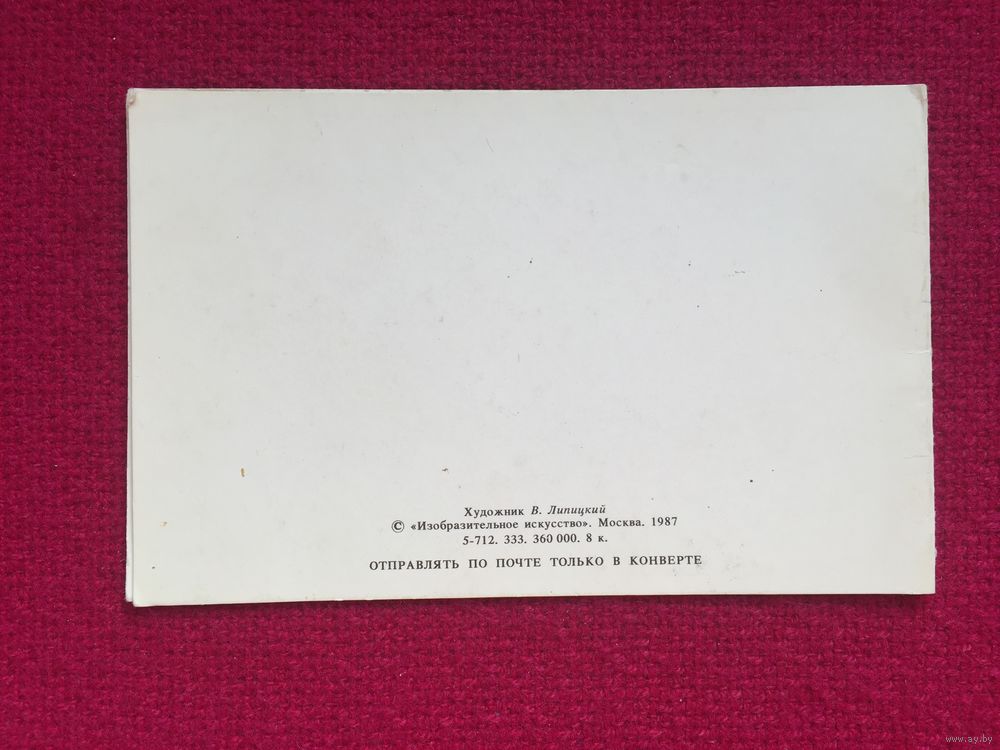 Художник В. Липицкий
© «Изобразительное искусство». Москва. 1987
5-712. 333. 360 000. 8 к.
ОТПРАВЛЯТЬ ПО ПОЧТЕ ТОЛЬКО В КОНВЕРТЕ
www.ay.by